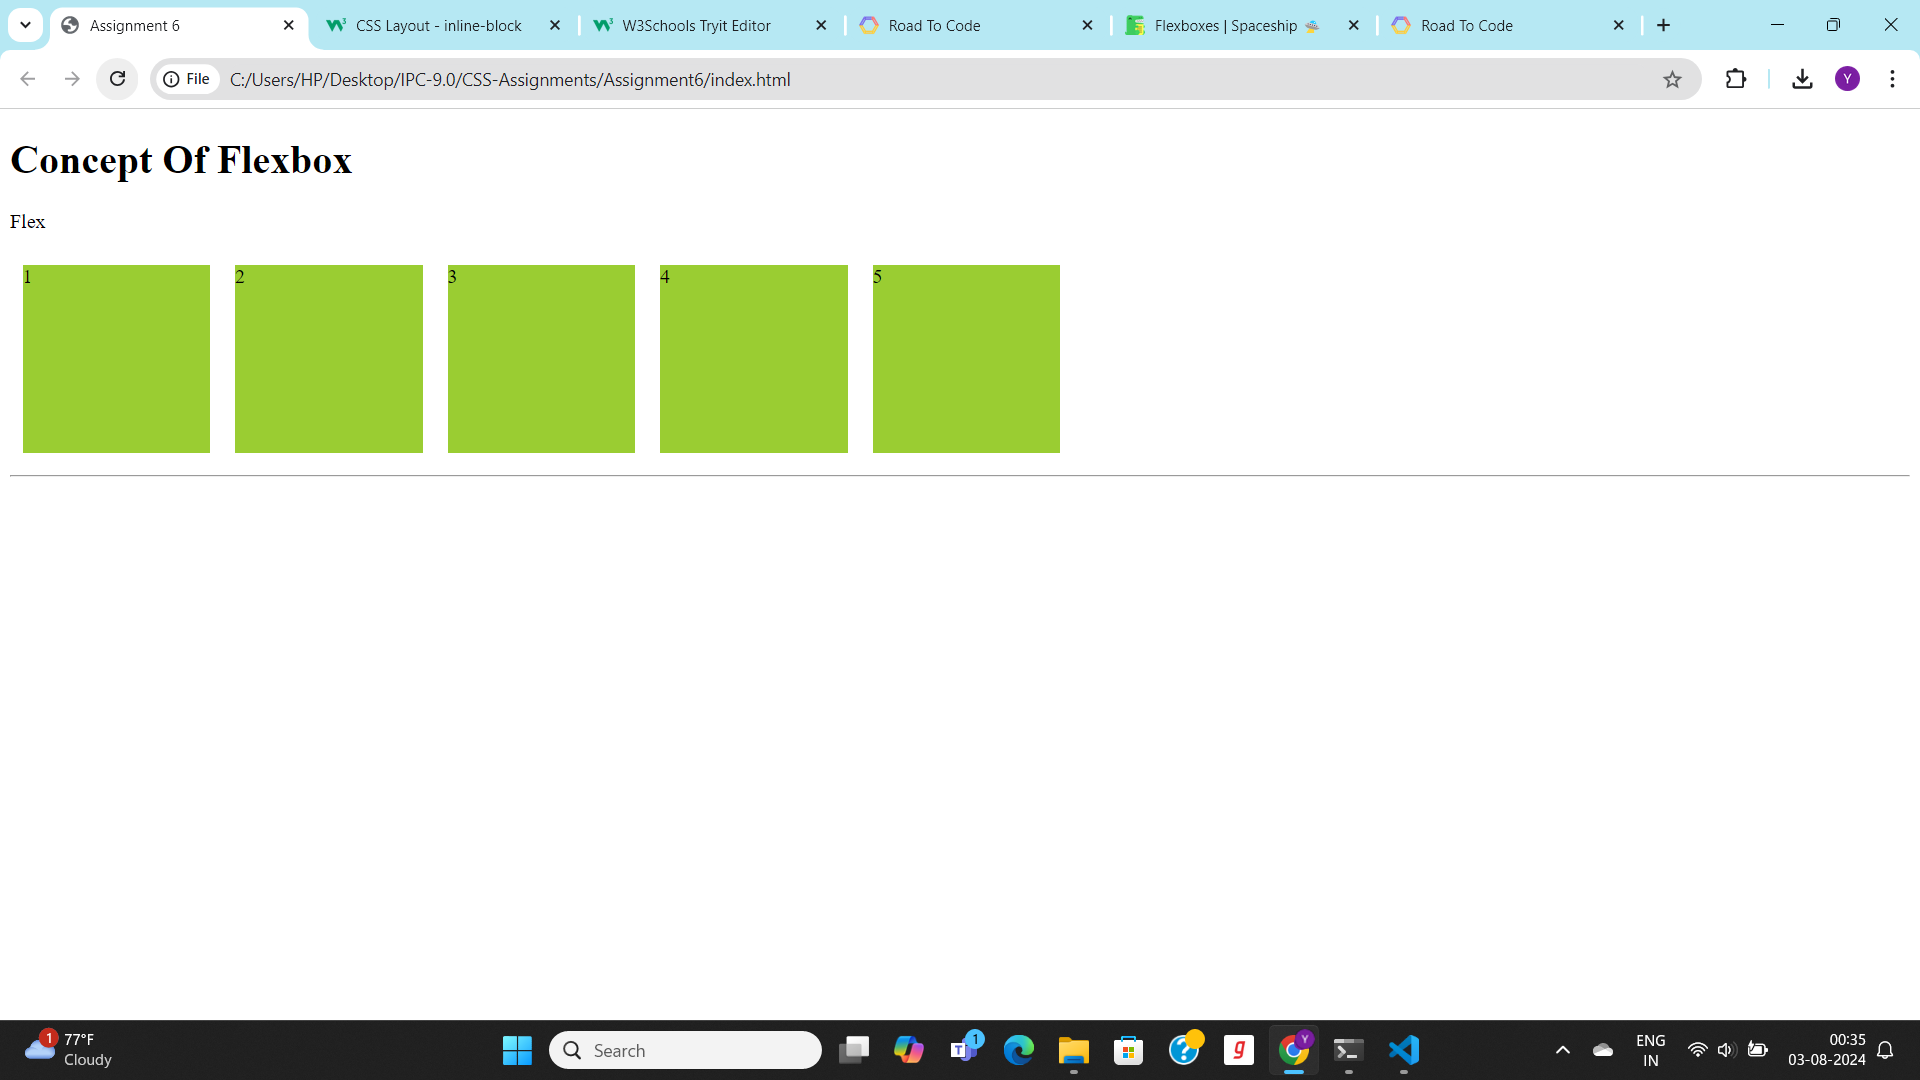 Assignment 6
CSS Layout - inline-block
W3Schools Tryit Editor
Road To Code
Flexboxes | Spaceship
Road To Code
File
C:/Users/HP/Desktop/IPC-9.0/CSS-Assignments/Assignment6/index.html
Y
Concept Of Flexbox
Flex
1 2 3 4 5
1
77°F
Cloudy
Search
1
T
?
g
Y
ENG
IN
00:35
03-08-2024